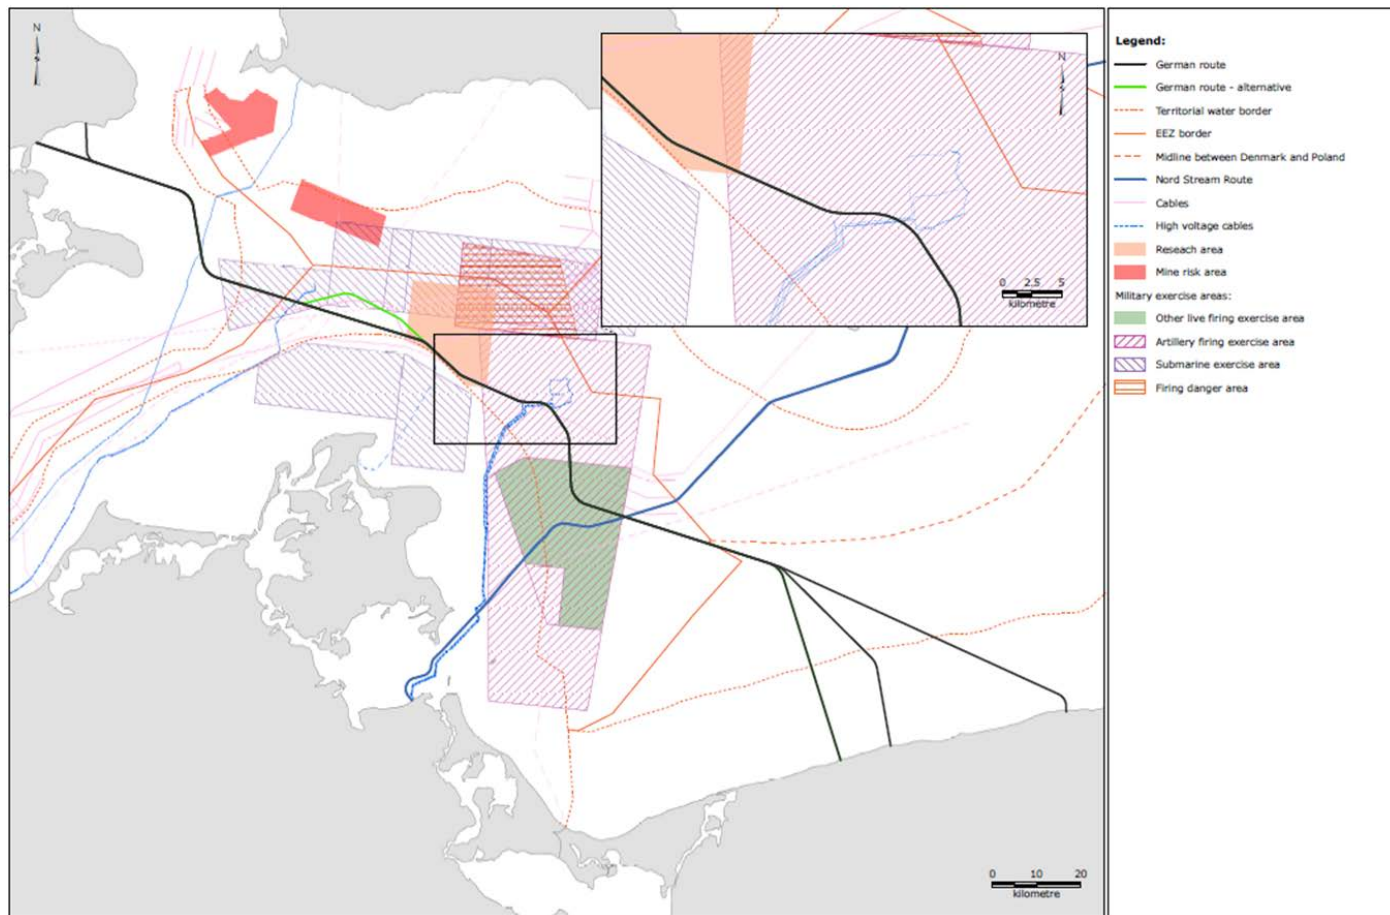 N
N
0 2.5 5
kilometre
0 10 20
kilometre
Legend:
German route
German route - alternative
Territorial water border
EEZ border
Midline between Denmark and Poland
Nord Stream Route
Cables
High voltage cables
Reseach area
Mine risk area
Military exercise areas:
Other live firing exercise area
Artillery firing exercise area
Submarine exercise area
Firing danger area